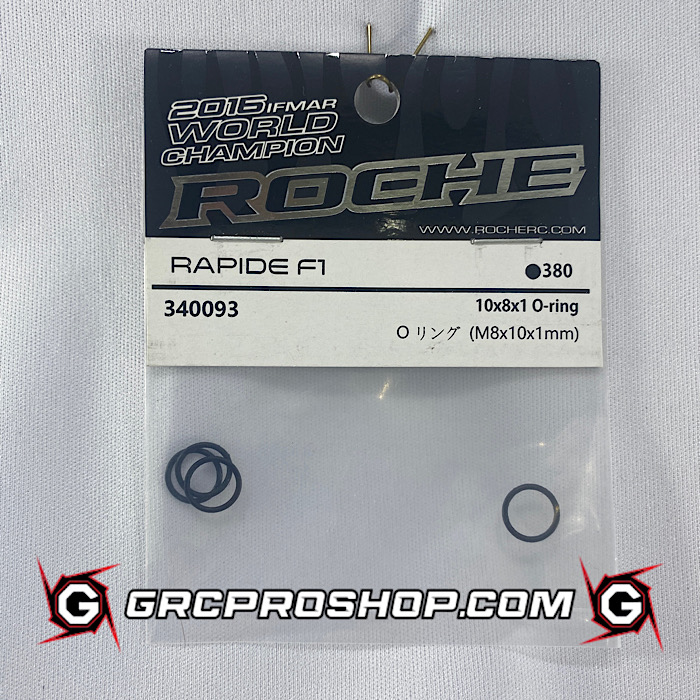 2016 IFMAR
WORLD
CHAMPION
ROCHE
WWW.ROCHERC.COM
RAPIDE F1
●380
340093
10x8x1 O-ring
O リング (M8x10x1mm)
G GRCPROSHOP.COM G